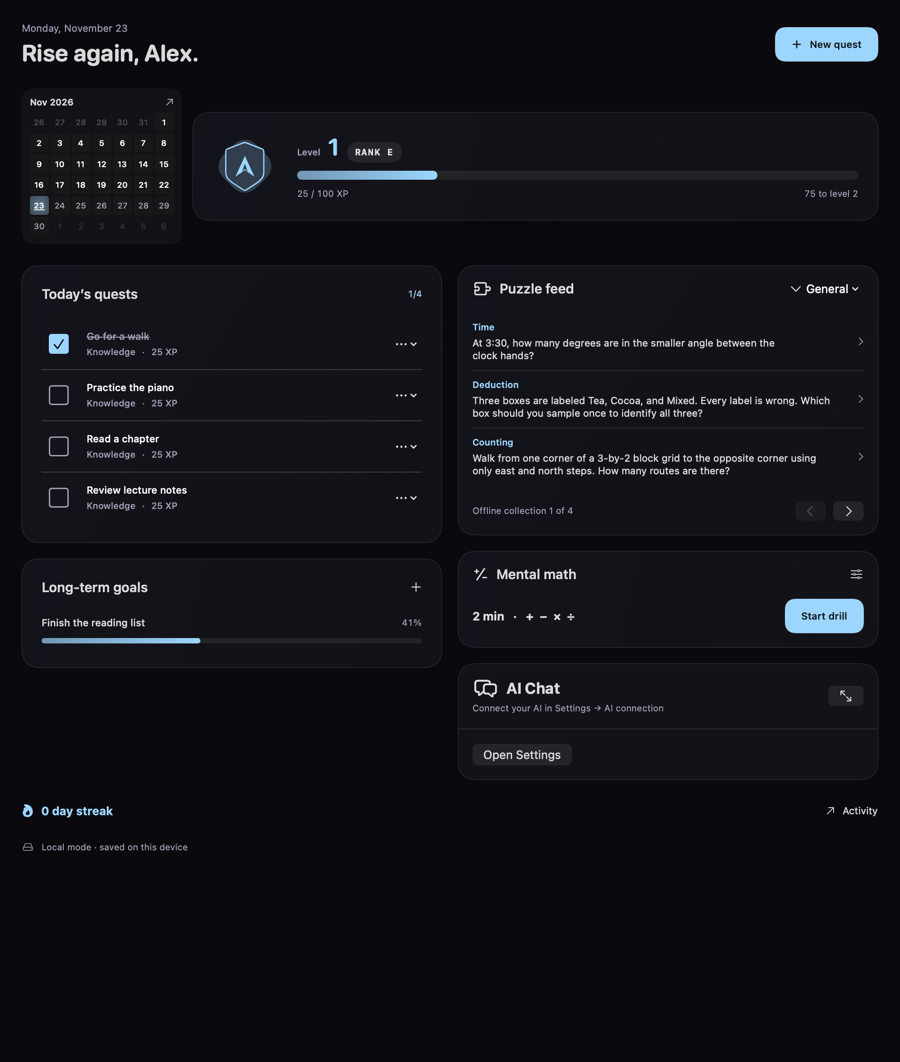 Monday, November 23
Rise again, Alex.
+ New quest
Nov 2026
26 27 28 29 30 31 1
2 3 4 5 6 7 8
9 10 11 12 13 14 15
16 17 18 19 20 21 22
23 24 25 26 27 28 29
30 1 2 3 4 5 6
Level 1 RANK E
25 / 100 XP
75 to level 2
Today’s quests
1/4
Go for a walk
Knowledge · 25 XP
Practice the piano
Knowledge · 25 XP
Read a chapter
Knowledge · 25 XP
Review lecture notes
Knowledge · 25 XP
Long-term goals
Finish the reading list
41%
Puzzle feed
General
Time
At 3:30, how many degrees are in the smaller angle between the
clock hands?
Deduction
Three boxes are labeled Tea, Cocoa, and Mixed. Every label is wrong. Which
box should you sample once to identify all three?
Counting
Walk from one corner of a 3-by-2 block grid to the opposite corner using
only east and north steps. How many routes are there?
Offline collection 1 of 4
Mental math
2 min · + − × ÷
Start drill
AI Chat
Connect your AI in Settings → AI connection
Open Settings
0 day streak
Activity
Local mode · saved on this device